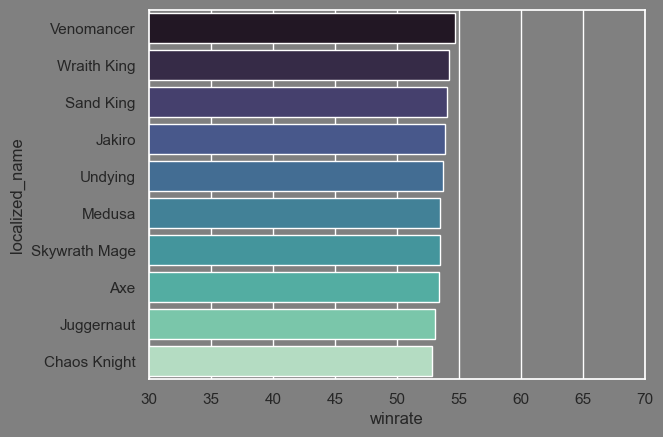 Venomancer
Wraith King
Sand King
Jakiro
Undying
Medusa
Skywrath Mage
Axe
Juggernaut
Chaos Knight
localized_name
30 35 40 45 50 55 60 65 70
winrate